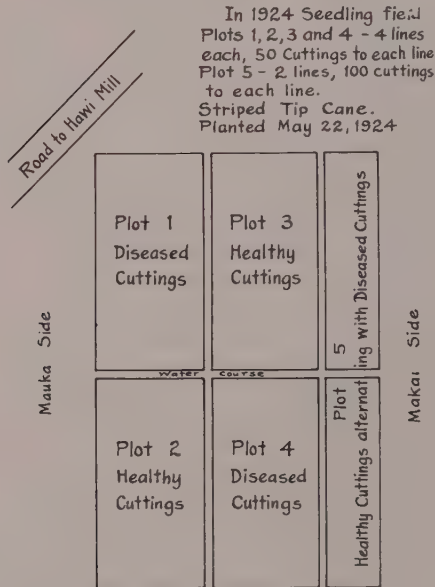 In 1924 Seedling field
Plots 1, 2, 3 and 4 - 4 lines
each, 50 Cuttings to each line
Plot 5 - 2 lines, 100 cuttings
to each line.
Striped Tip Cane.
Planted May 22, 1924
Road to Hawi Mill
Mauka Side
Plot 1
Diseased
Cuttings
Plot 3
Healthy
Cuttings
Water Course
Plot 2
Healthy
Cuttings
Plot 4
Diseased
Cuttings
Plot 5
Healthy Cuttings alternating with Diseased Cuttings
Makai Side